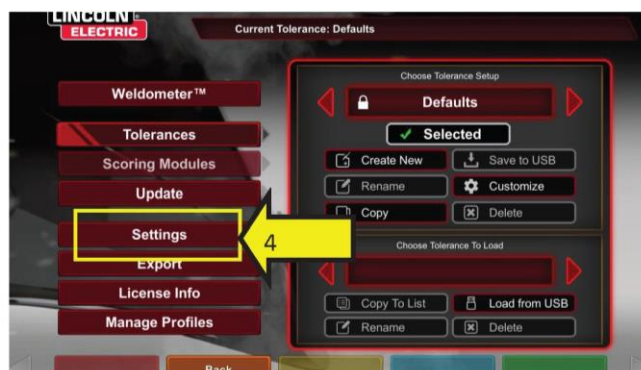 LINCOLN
ELECTRIC
Current Tolerance: Defaults
Weldometer™
Tolerances
Scoring Modules
Update
Settings
Export
License Info
Manage Profiles
4
Choose Tolerance Setup
Defaults
Selected
Create New
Save to USB
Rename
Customize
Copy
Delete
Choose Tolerance To Load
Copy To List
Load from USB
Rename
Delete
Back